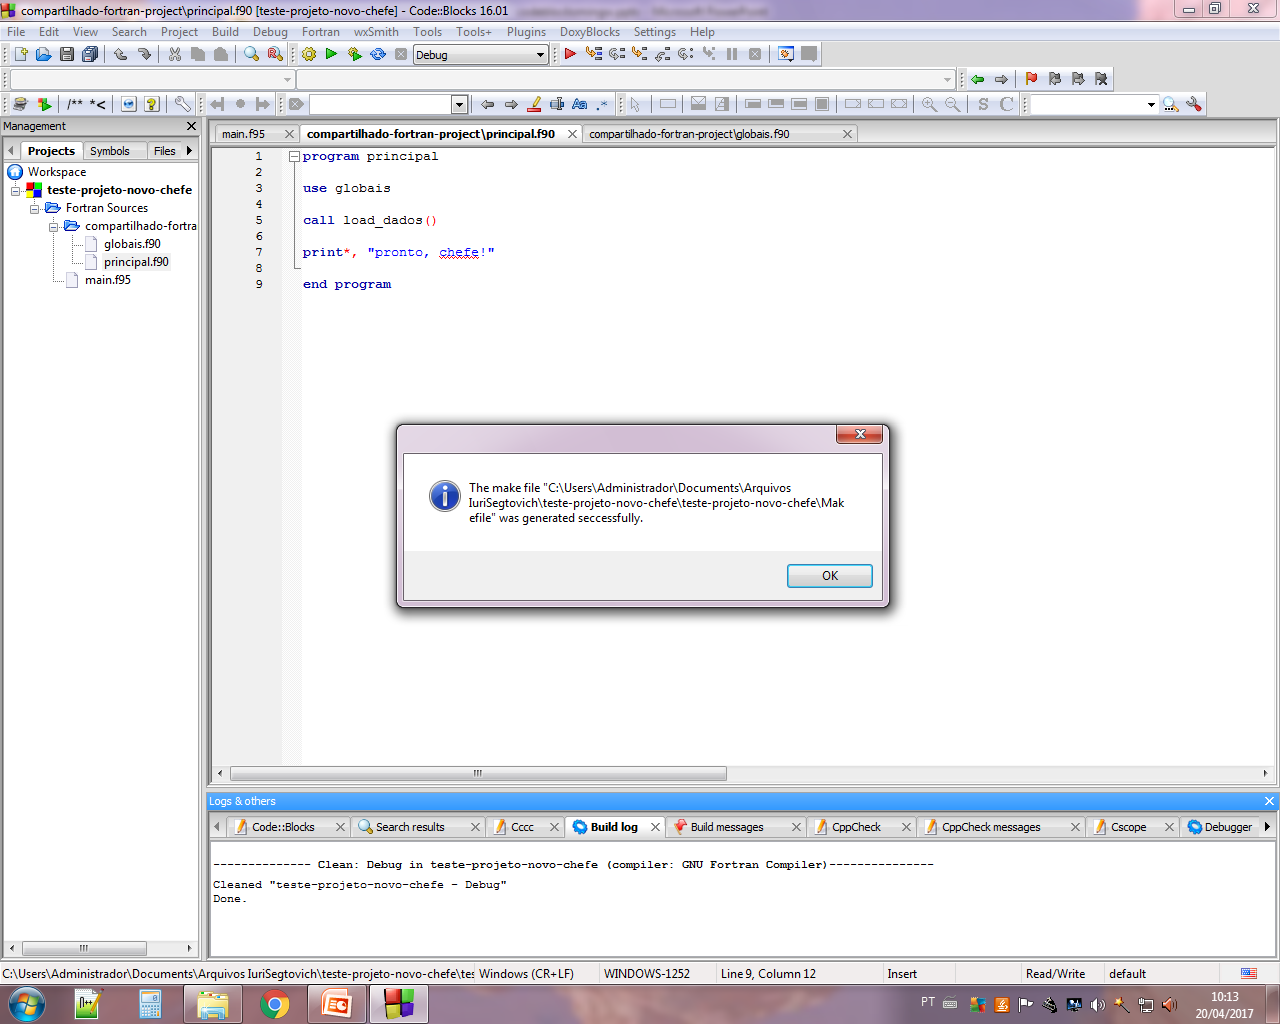 compartilhado-fortran-project\principal.f90 [teste-projeto-novo-chefe] - Code::Blocks 16.01
File Edit View Search Project Build Debug Fortran wxSmith Tools Tools+ Plugins DoxyBlocks Settings Help
Debug
/** *<
Aa .*
S C
Management
Projects Symbols Files
Workspace
teste-projeto-novo-chefe
Fortran Sources
compartilhado-fortra
globais.f90
principal.f90
main.f95
main.f95 compartilhado-fortran-project\principal.f90 compartilhado-fortran-project\globais.f90
1 program principal
2
3 use globais
4
5 call load_dados()
6
7 print*, "pronto, chefe!"
8
9 end program
The make file "C:\Users\Administrador\Documents\Arquivos
IuriSegtovich\teste-projeto-novo-chefe\teste-projeto-novo-chefe\Mak
efile" was generated seccessfully.
OK
Logs & others
Code::Blocks Search results Cccc Build log Build messages CppCheck CppCheck messages Cscope Debugger
-------------- Clean: Debug in teste-projeto-novo-chefe (compiler: GNU Fortran Compiler)---------------
Cleaned "teste-projeto-novo-chefe - Debug"
Done.
C:\Users\Administrador\Documents\Arquivos IuriSegtovich\teste-projeto-novo-chefe\tes Windows (CR+LF) WINDOWS-1252 Line 9, Column 12 Insert Read/Write default
PT 10:13
20/04/2017